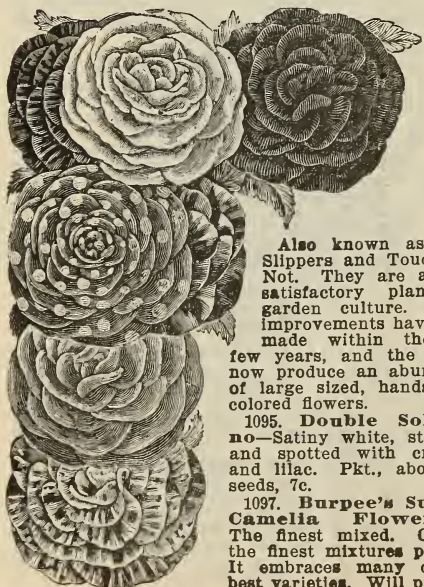 Also known as
Slippers and Touc
Not. They are a
satisfactory plan
garden culture.
improvements hav
made within the
few years, and the
now produce an abun
of large sized, hands
colored flowers.
1095. Double Sol
no—Satiny white, st
and spotted with cr
and lilac. Pkt., abo
seeds, 7c.
1097. Burpee's Su
Camelia Flower
The finest mixed. C
the finest mixtures p
It embraces many o
best varieties. Will p